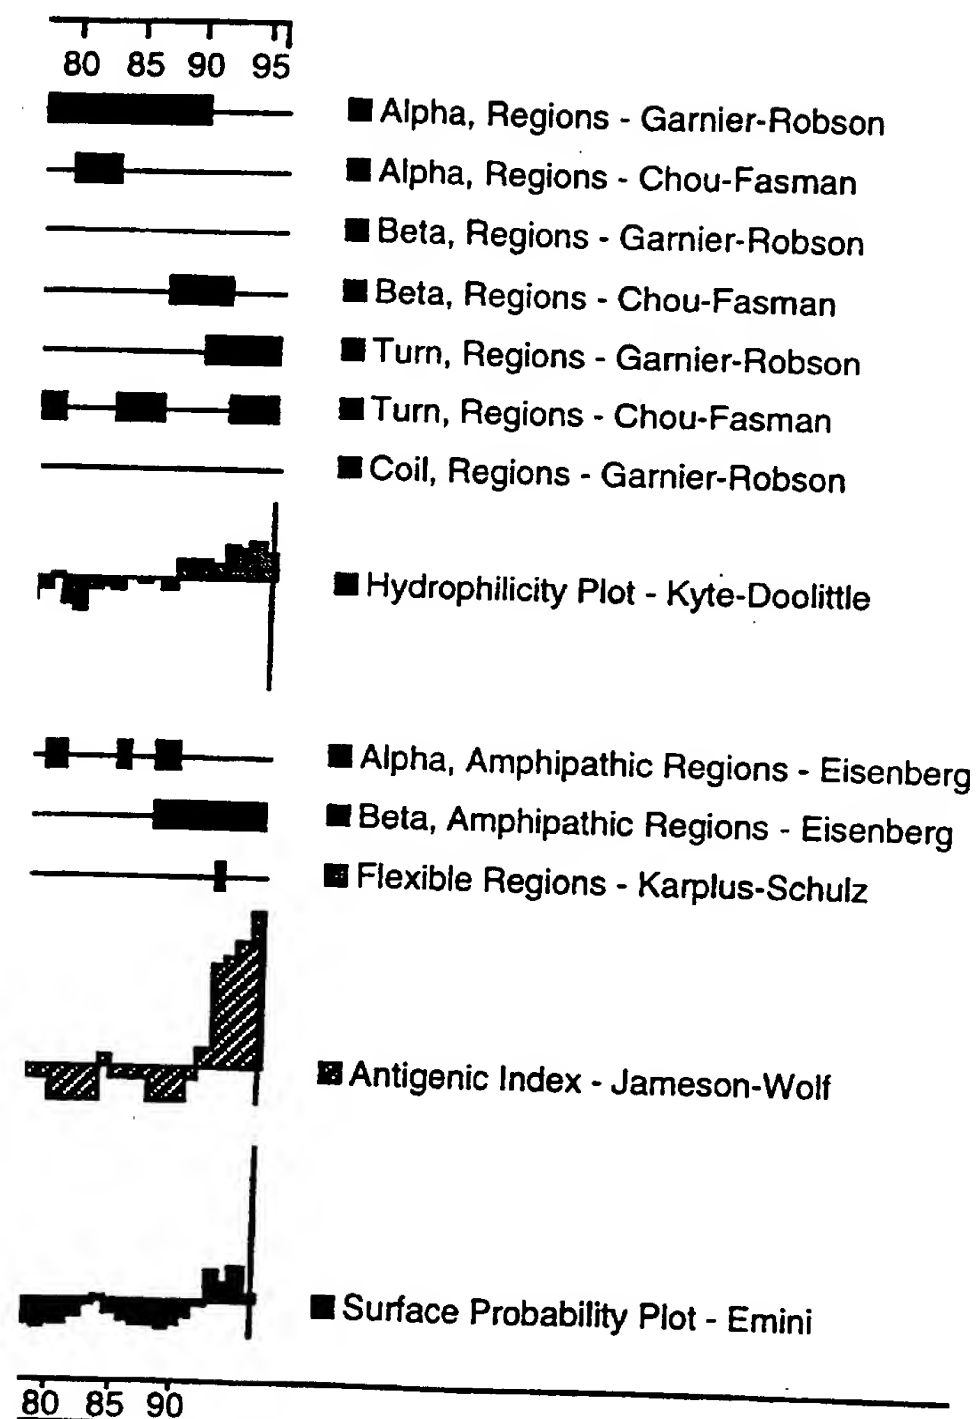 80 85 90 95
Alpha, Regions - Garnier-Robson
Alpha, Regions - Chou-Fasman
Beta, Regions - Garnier-Robson
Beta, Regions - Chou-Fasman
Turn, Regions - Garnier-Robson
Turn, Regions - Chou-Fasman
Coil, Regions - Garnier-Robson
Hydrophilicity Plot - Kyte-Doolittle
Alpha, Amphipathic Regions - Eisenberg
Beta, Amphipathic Regions - Eisenberg
Flexible Regions - Karplus-Schulz
Antigenic Index - Jameson-Wolf
Surface Probability Plot - Emini
80 85 90